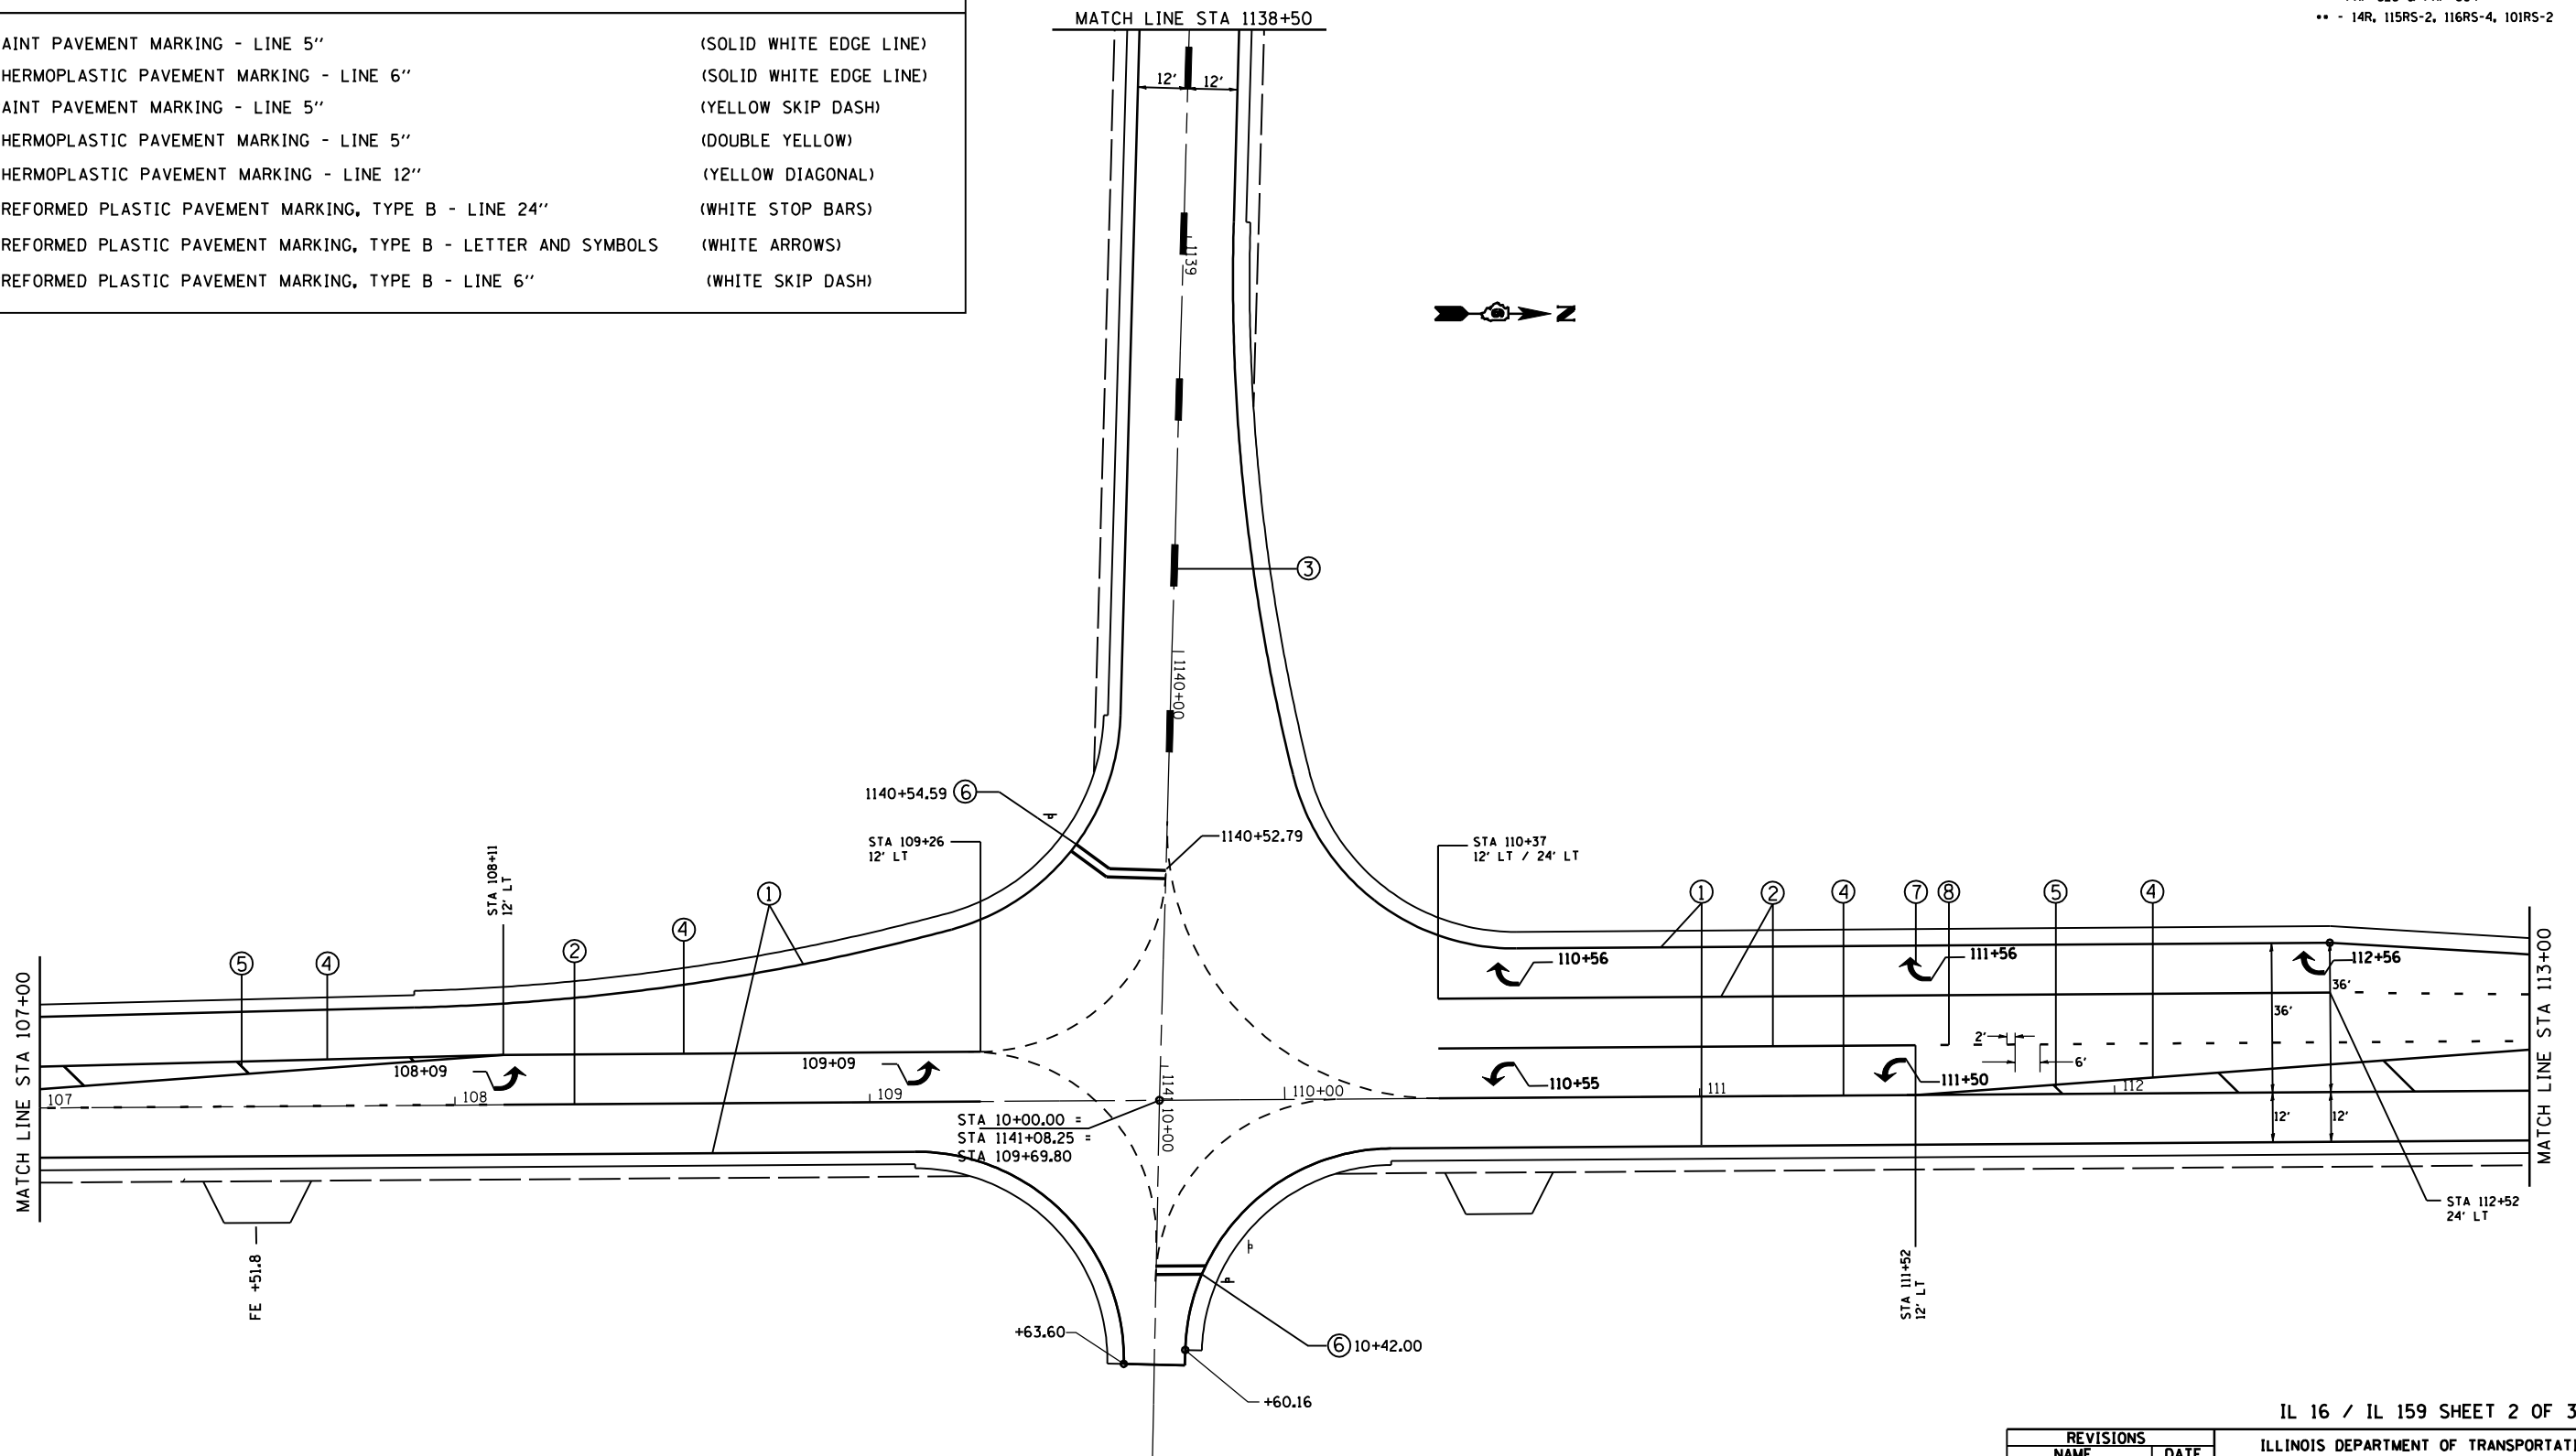 MATCH LINE STA 1138+50
•• - 14R, 115RS-2, 116RS-4, 101RS-2
AINT PAVEMENT MARKING - LINE 5" (SOLID WHITE EDGE LINE)
HERMOPLASTIC PAVEMENT MARKING - LINE 6" (SOLID WHITE EDGE LINE)
AINT PAVEMENT MARKING - LINE 5" (YELLOW SKIP DASH)
HERMOPLASTIC PAVEMENT MARKING - LINE 5" (DOUBLE YELLOW)
HERMOPLASTIC PAVEMENT MARKING - LINE 12" (YELLOW DIAGONAL)
REFORMED PLASTIC PAVEMENT MARKING, TYPE B - LINE 24" (WHITE STOP BARS)
REFORMED PLASTIC PAVEMENT MARKING, TYPE B - LETTER AND SYMBOLS (WHITE ARROWS)
REFORMED PLASTIC PAVEMENT MARKING, TYPE B - LINE 6" (WHITE SKIP DASH)
12' 12'
1139
N
3
1140+00
1140+54.59 6
1140+52.79
STA 109+26
12' LT
STA 110+37
12' LT / 24' LT
STA 108+11
12' LT
1
4
2
5
4
1
2
4
7
8
5
4
MATCH LINE STA 107+00
MATCH LINE STA 113+00
110+56
111+56
112+56
36'
36'
2'
6'
108+09
109+09
110+55
111+50
107
108
109
110+00
111
112
1141
10+00
12'
12'
STA 10+00.00 =
STA 1141+08.25 =
STA 109+69.80
STA 112+52
24' LT
FE +51.8
STA 111+52
12' LT
+63.60
6 10+42.00
+60.16
IL 16 / IL 159 SHEET 2 OF 3
REVISIONS
NAME DATE
ILLINOIS DEPARTMENT OF TRANSPORTATI